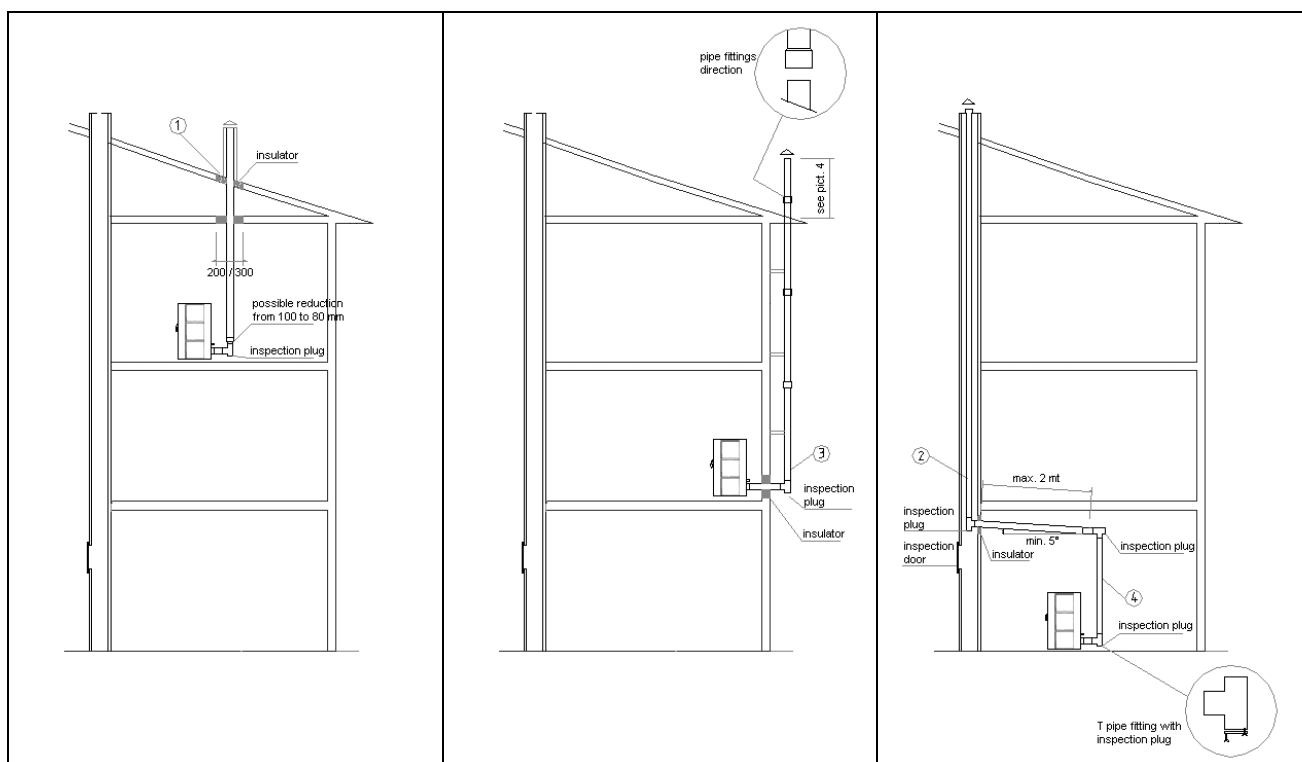 1
insulator
200 / 300
possible reduction
from 100 to 80 mm
inspection plug
pipe fittings
direction
see pict. 4
3
inspection
plug
insulator
2
max. 2 mt
inspection
plug
min. 5°
inspection plug
inspection
door
insulator
4
inspection plug
T pipe fitting with
inspection plug